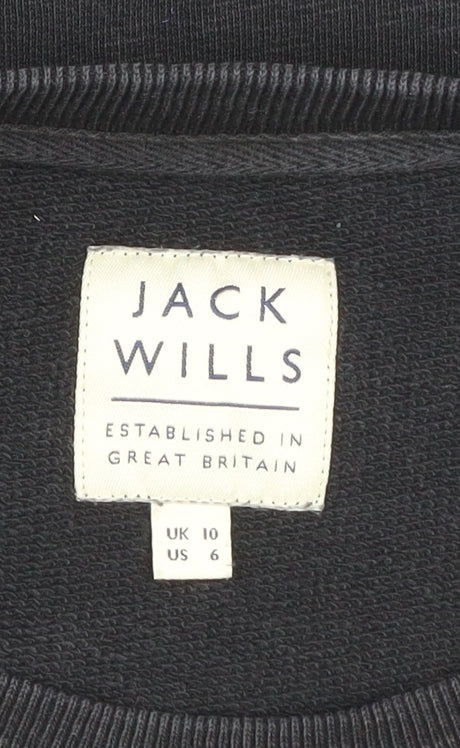 JACK
WILLS
ESTABLISHED IN
GREAT BRITAIN
UK 10
US 6